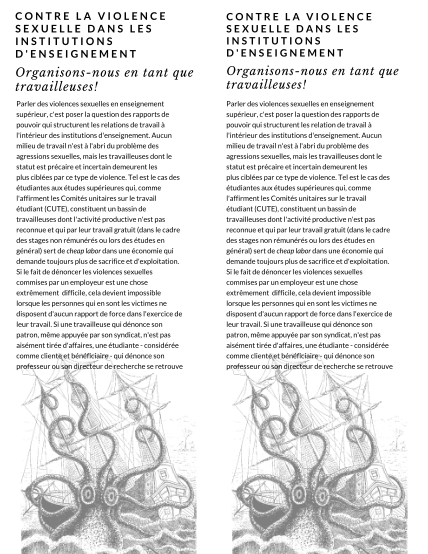 CONTRE LA VIOLENCE
SEXUELLE DANS LES
INSTITUTIONS
D'ENSEIGNEMENT
Organisons-nous en tant que
travailleuses!
Parler des violences sexuelles en enseignement
supérieur, c'est poser la question des rapports de
pouvoir qui structurent les relations de travail à
l'intérieur des institutions d'enseignement. Aucun
milieu de travail n'est à l'abri du problème des
agressions sexuelles, mais les travailleuses dont le
statut est précaire et incertain demeurent les
plus ciblées par ce type de violence. Tel est le cas des
étudiantes aux études supérieures qui, comme
l'affirment les Comités unitaires sur le travail
étudiant (CUTE), constituent un bassin de
travailleuses dont l'activité productive n'est pas
reconnue et qui par leur travail gratuit (dans le cadre
des stages non rémunérés ou lors des études en
général) sert de cheap labor dans une économie qui
demande toujours plus de sacrifice et d'exploitation.
Si le fait de dénoncer les violences sexuelles
commises par un employeur est une chose
extrêmement difficile, cela devient impossible
lorsque les personnes qui en sont les victimes ne
disposent d'aucun rapport de force dans l'exercice de
leur travail. Si une travailleuse qui dénonce son
patron, même appuyée par son syndicat, n'est pas
aisément tirée d'affaires, une étudiante - considérée
comme cliente et bénéficiaire - qui dénonce son
professeur ou son directeur de recherche se retrouve
CONTRE LA VIOLENCE
SEXUELLE DANS LES
INSTITUTIONS
D'ENSEIGNEMENT
Organisons-nous en tant que
travailleuses!
Parler des violences sexuelles en enseignement
supérieur, c'est poser la question des rapports de
pouvoir qui structurent les relations de travail à
l'intérieur des institutions d'enseignement. Aucun
milieu de travail n'est à l'abri du problème des
agressions sexuelles, mais les travailleuses dont le
statut est précaire et incertain demeurent les
plus ciblées par ce type de violence. Tel est le cas des
étudiantes aux études supérieures qui, comme
l'affirment les Comités unitaires sur le travail
étudiant (CUTE), constituent un bassin de
travailleuses dont l'activité productive n'est pas
reconnue et qui par leur travail gratuit (dans le cadre
des stages non rémunérés ou lors des études en
général) sert de cheap labor dans une économie qui
demande toujours plus de sacrifice et d'exploitation.
Si le fait de dénoncer les violences sexuelles
commises par un employeur est une chose
extrêmement difficile, cela devient impossible
lorsque les personnes qui en sont les victimes ne
disposent d'aucun rapport de force dans l'exercice de
leur travail. Si une travailleuse qui dénonce son
patron, même appuyée par son syndicat, n'est pas
aisément tirée d'affaires, une étudiante - considérée
comme cliente et bénéficiaire - qui dénonce son
professeur ou son directeur de recherche se retrouve